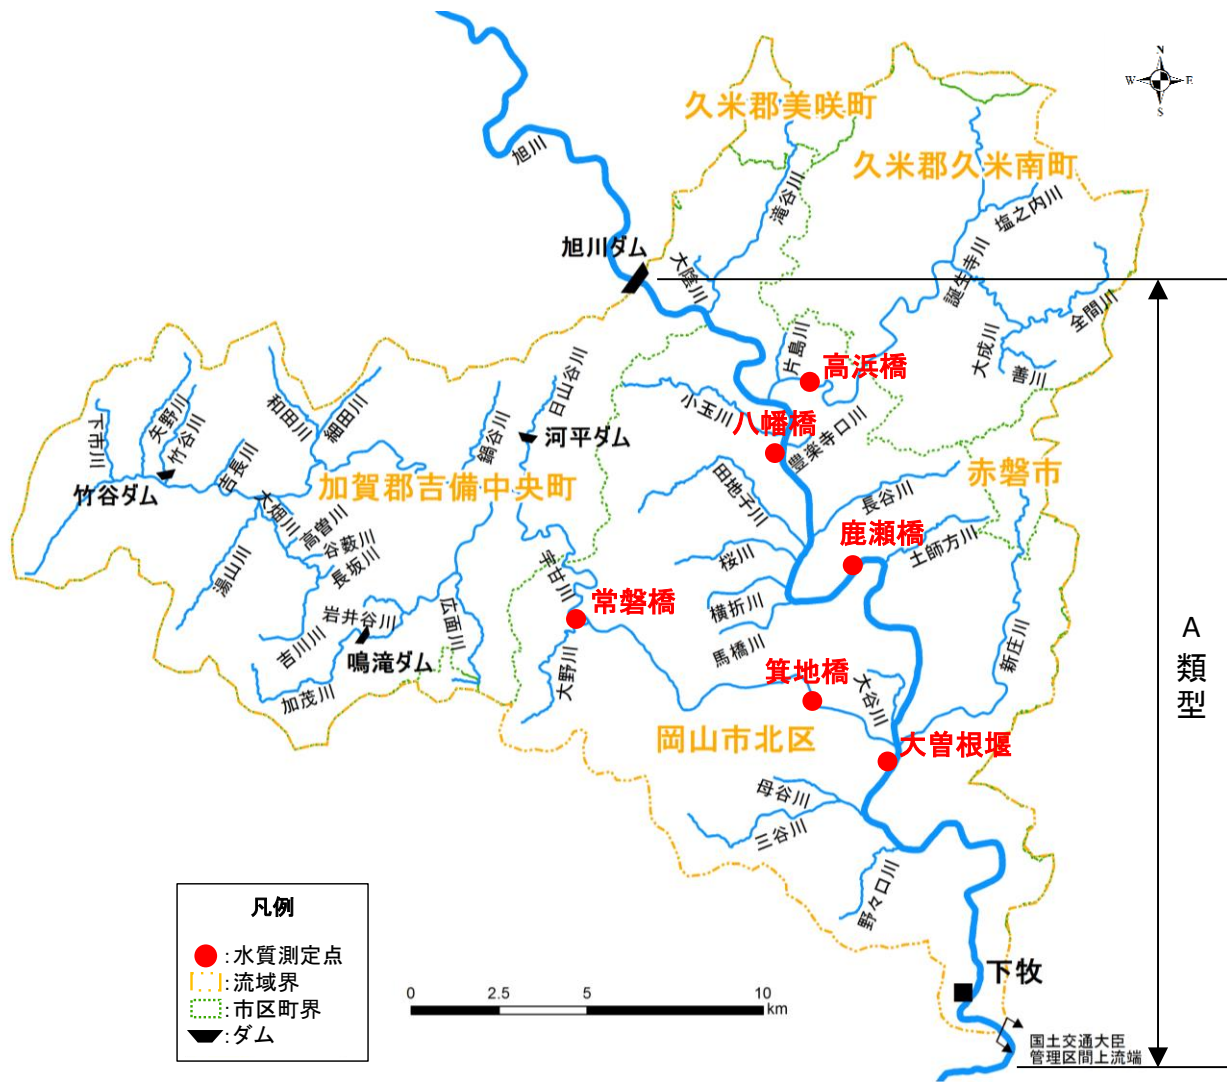 N
W
E
S
久米郡美咲町
久米郡久米南町
旭川
滝谷川
塩之内川
旭川ダム
大陰川
誕生寺川
全間川
大成川
善川
片島川
高浜橋
小玉川
八幡橋
豊楽寺口川
下市川
矢野川
竹谷川
和田川
細田川
鍋谷川
日山谷川
河平ダム
吉長川
竹谷ダム
加賀郡吉備中央町
赤磐市
田地子川
長谷川
大畑川
高曽川
谷藪川
長坂川
湯山川
鹿瀬橋
土師方川
桜川
宇甘川
常磐橋
横折川
馬橋川
岩井谷川
広面川
吉川川
鳴滝ダム
加茂川
大野川
新庄川
箕地橋
大谷川
A
類
型
岡山市北区
大曽根堰
母谷川
三谷川
野々口川
下牧
凡例
:水質測定点
:流域界
:市区町界
:ダム
0 2.5 5 10
km
国土交通大臣
管理区間上流端